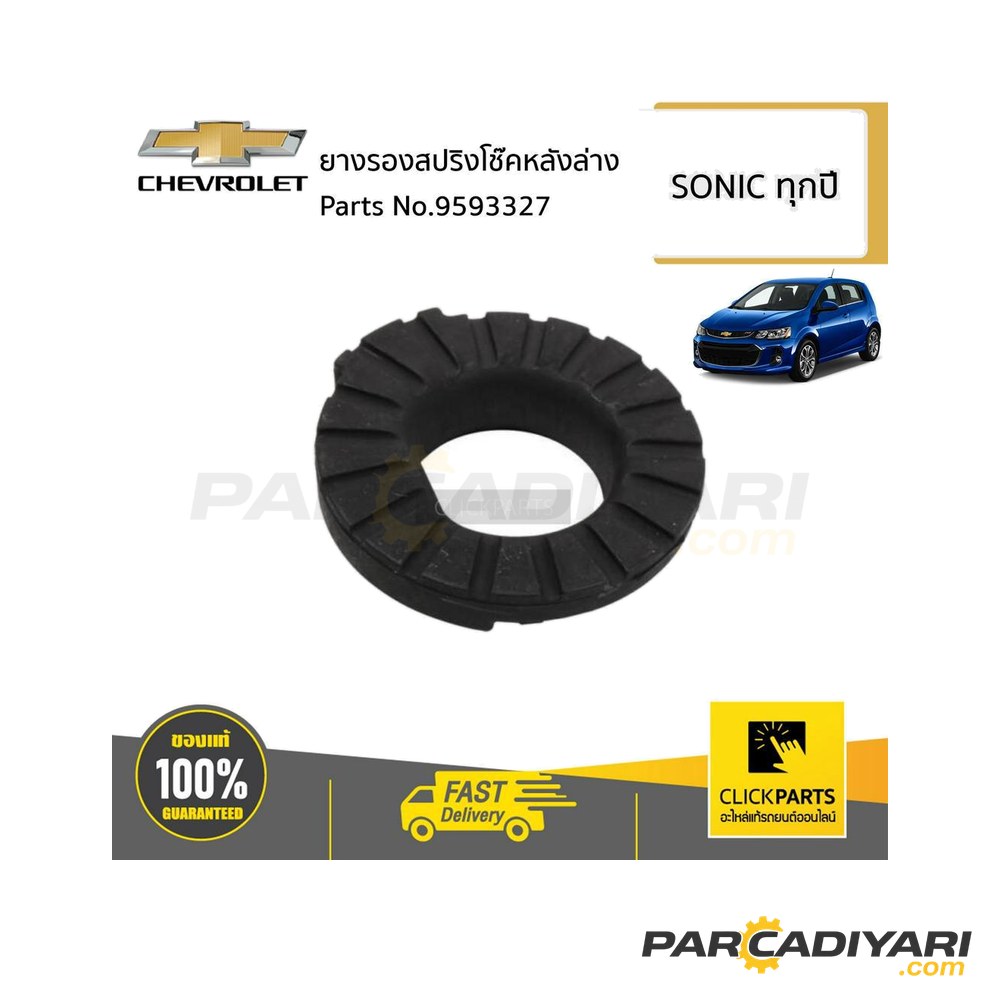 CHEVROLET
ยางรองสปริงโช๊คหลังล่าง
Parts No.9593327
SONIC ทุกปี
CLICKPARTS
PARCADIYARI
.com
ของแท้
100%
GUARANTEED
FAST
Delivery
CLICKPARTS
อะไหล่แท้รถยนต์ออนไลน์
PARCADIYARI
.com